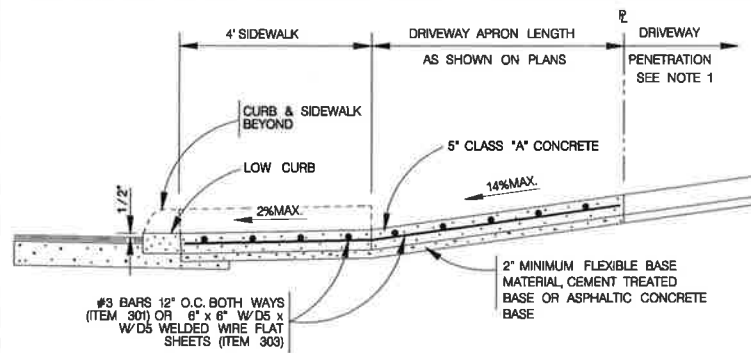 4' SIDEWALK
DRIVEWAY APRON LENGTH
AS SHOWN ON PLANS
PL
DRIVEWAY
PENETRATION
SEE NOTE 1
CURB & SIDEWALK
BEYOND
LOW CURB
5" CLASS "A" CONCRETE
1/2"
2%MAX.
14%MAX.
#3 BARS 12" O.C. BOTH WAYS
(ITEM 301) OR 6" x 6" W/D5 x
W/D5 WELDED WIRE FLAT
SHEETS (ITEM 303)
2" MINIMUM FLEXIBLE BASE
MATERIAL, CEMENT TREATED
BASE OR ASPHALTIC CONCRETE
BASE